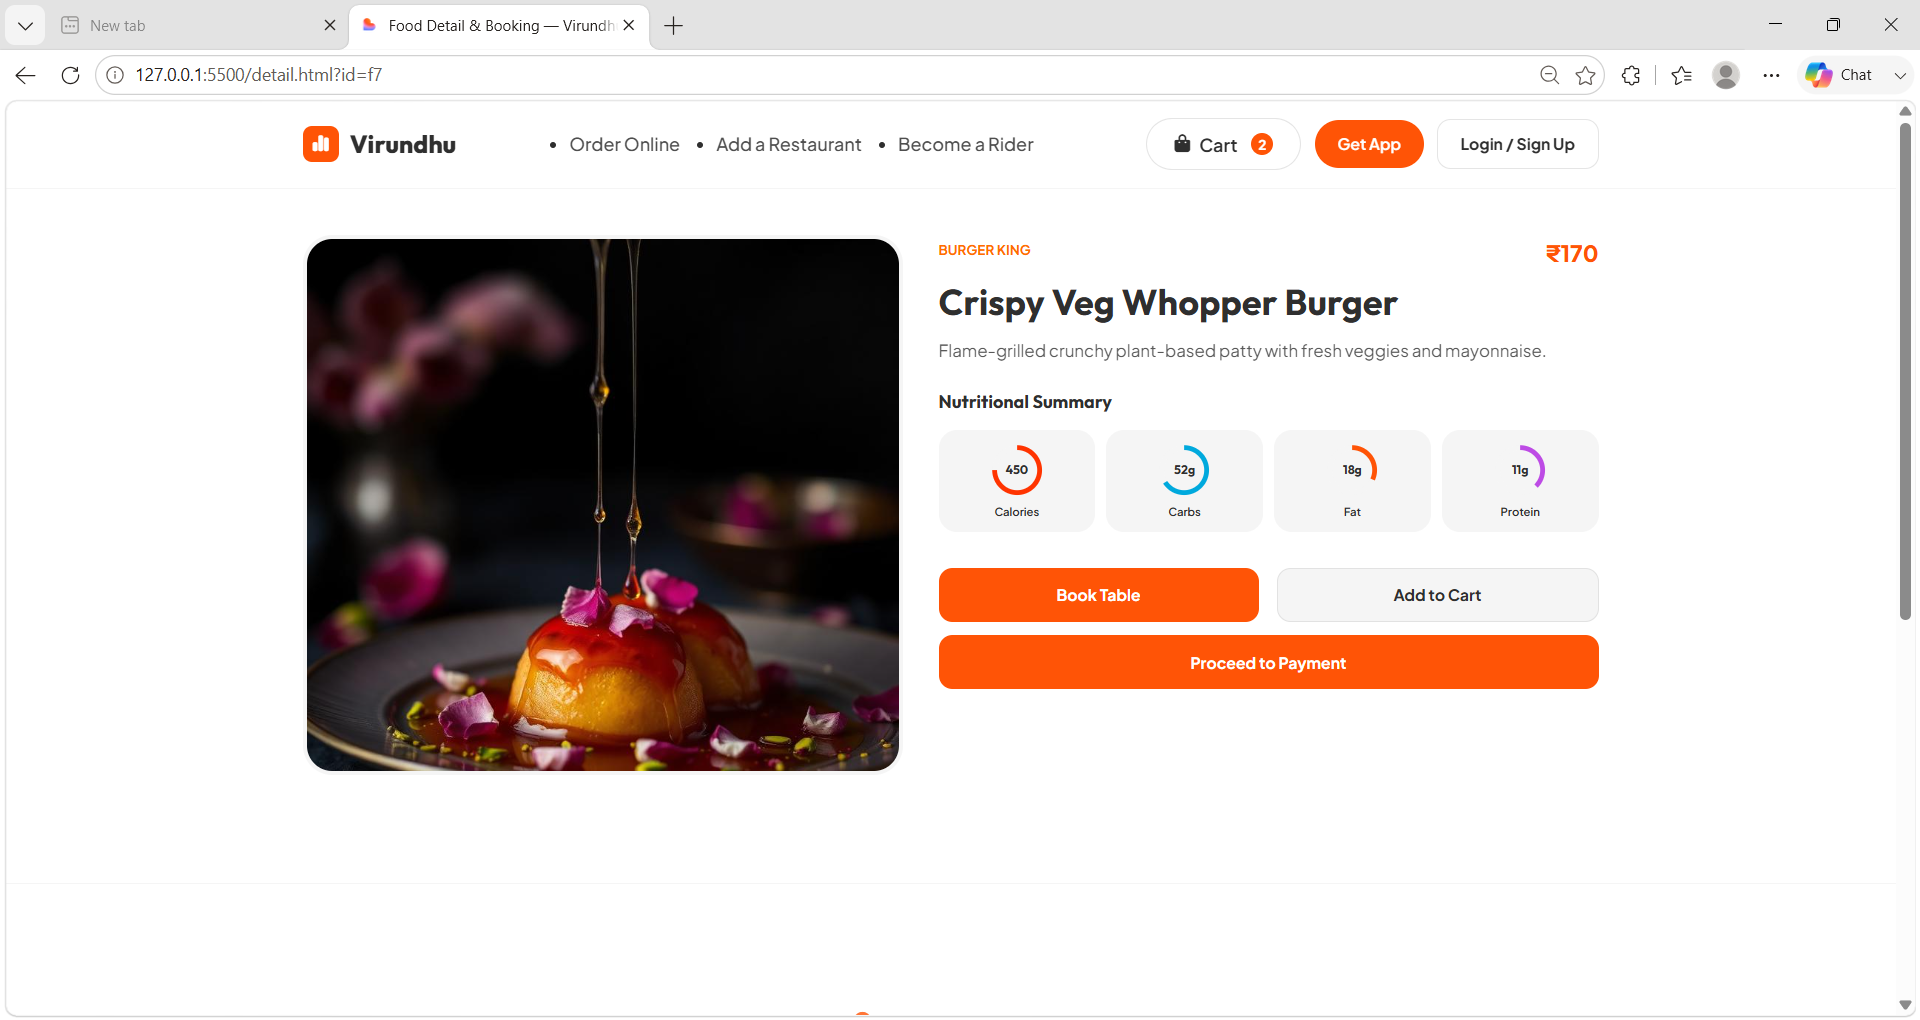 New tab
Food Detail & Booking — Virundh
127.0.0.1:5500/detail.html?id=f7
Chat
Virundhu
• Order Online • Add a Restaurant • Become a Rider
Cart 2
Get App
Login / Sign Up
BURGER KING
₹170
Crispy Veg Whopper Burger
Flame-grilled crunchy plant-based patty with fresh veggies and mayonnaise.
Nutritional Summary
450 52g 18g 11g
Calories Carbs Fat Protein
Book Table Add to Cart
Proceed to Payment